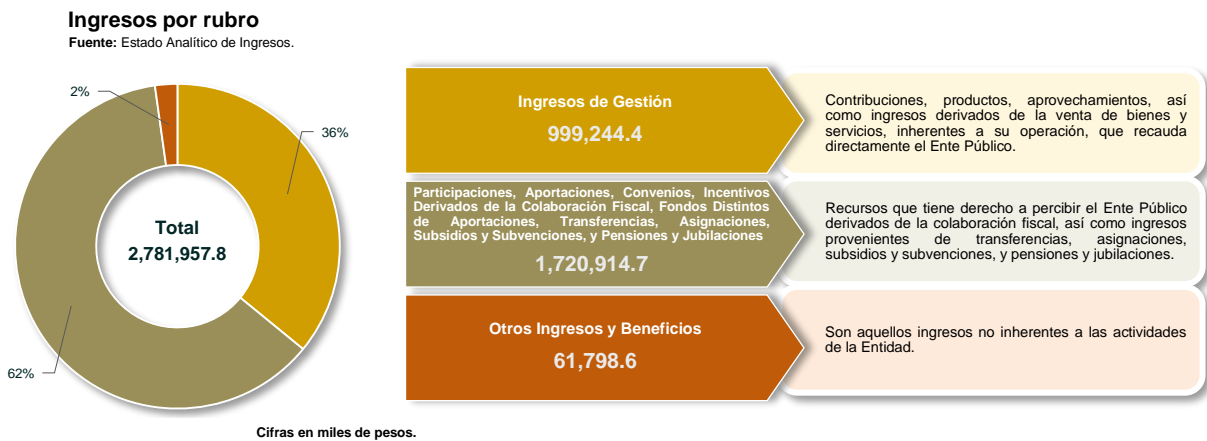 Ingresos por rubro
Fuente: Estado Analítico de Ingresos.
2%
36%
62%
Total
2,781,957.8
Ingresos de Gestión
999,244.4
Contribuciones, productos, aprovechamientos, así
como ingresos derivados de la venta de bienes y
servicios, inherentes a su operación, que recauda
directamente el Ente Público.
Participaciones, Aportaciones, Convenios, Incentivos
Derivados de la Colaboración Fiscal, Fondos Distintos
de Aportaciones, Transferencias, Asignaciones,
Subsidios y Subvenciones, y Pensiones y Jubilaciones
1,720,914.7
Recursos que tiene derecho a percibir el Ente Público
derivados de la colaboración fiscal, así como ingresos
provenientes de transferencias, asignaciones,
subsidios y subvenciones, y pensiones y jubilaciones.
Otros Ingresos y Beneficios
61,798.6
Son aquellos ingresos no inherentes a las actividades
de la Entidad.
Cifras en miles de pesos.